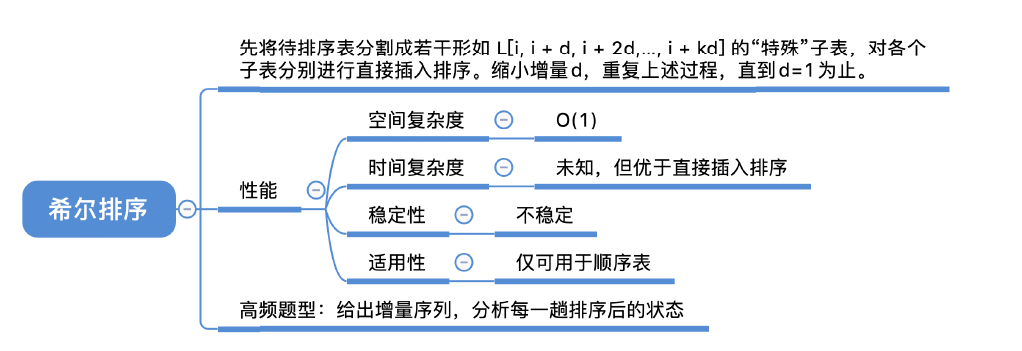 先将待排序表分割成若干形如 L[i, i + d, i + 2d,..., i + kd] 的“特殊”子表，对各个
子表分别进行直接插入排序。缩小增量d，重复上述过程，直到d=1为止。
空间复杂度 O(1)
时间复杂度 未知，但优于直接插入排序
希尔排序 性能
稳定性 不稳定
适用性 仅可用于顺序表
高频题型：给出增量序列，分析每一趟排序后的状态